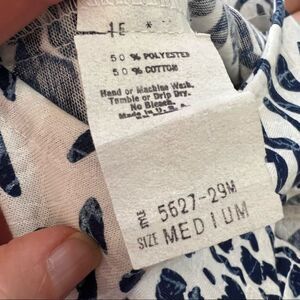 1E *
50% POLYESTER
50% COTTON
Hand or Machine Wash.
Tumble or Drip Dry.
No Bleach.
Made in U.S.A.
5627-29M
SIZE MEDIUM